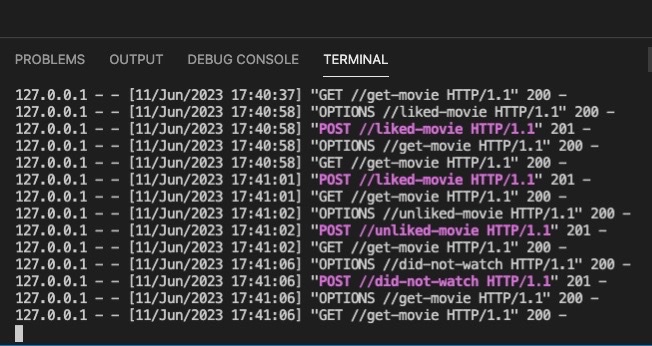 PROBLEMS OUTPUT DEBUG CONSOLE TERMINAL
127.0.0.1 - - [11/Jun/2023 17:40:37] "GET //get-movie HTTP/1.1" 200 -
127.0.0.1 - - [11/Jun/2023 17:40:58] "OPTIONS //liked-movie HTTP/1.1" 200 -
127.0.0.1 - - [11/Jun/2023 17:40:58] "POST //liked-movie HTTP/1.1" 201 -
127.0.0.1 - - [11/Jun/2023 17:40:58] "OPTIONS //get-movie HTTP/1.1" 200 -
127.0.0.1 - - [11/Jun/2023 17:40:58] "GET //get-movie HTTP/1.1" 200 -
127.0.0.1 - - [11/Jun/2023 17:41:01] "POST //liked-movie HTTP/1.1" 201 -
127.0.0.1 - - [11/Jun/2023 17:41:01] "GET //get-movie HTTP/1.1" 200 -
127.0.0.1 - - [11/Jun/2023 17:41:02] "OPTIONS //unliked-movie HTTP/1.1" 200 -
127.0.0.1 - - [11/Jun/2023 17:41:02] "POST //unliked-movie HTTP/1.1" 201 -
127.0.0.1 - - [11/Jun/2023 17:41:02] "GET //get-movie HTTP/1.1" 200 -
127.0.0.1 - - [11/Jun/2023 17:41:06] "OPTIONS //did-not-watch HTTP/1.1" 200 -
127.0.0.1 - - [11/Jun/2023 17:41:06] "POST //did-not-watch HTTP/1.1" 201 -
127.0.0.1 - - [11/Jun/2023 17:41:06] "OPTIONS //get-movie HTTP/1.1" 200 -
127.0.0.1 - - [11/Jun/2023 17:41:06] "GET //get-movie HTTP/1.1" 200 -